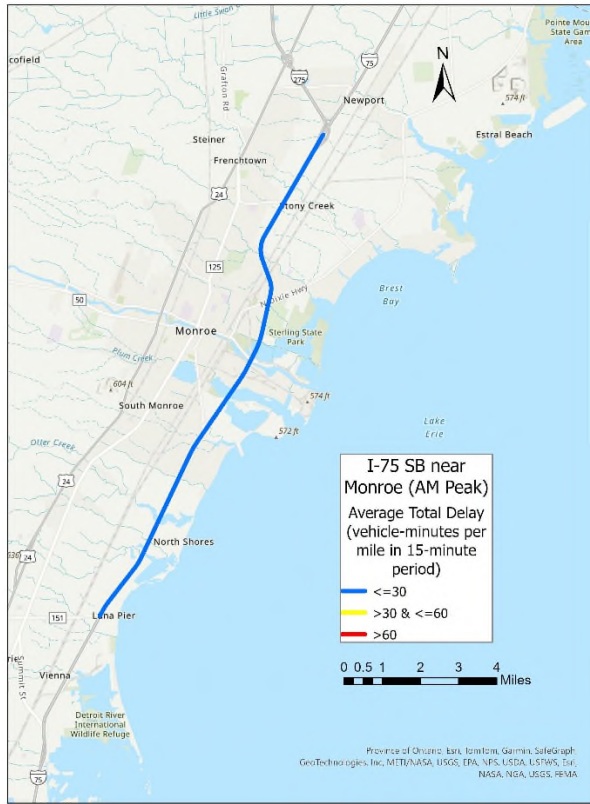 Little Swan C
Pointe Mou
State Game
Area
scofield
Grafton Rd
75
275
N
Newport
574 ft
Steiner
Estral Beach
Frenchtown
24
Stony Creek
125
N Dixie Hwy
Brest
Bay
50
Monroe
Sterling State
Park
Plum Creek
604 ft
574 ft
South Monroe
572 ft
Lake
Erie
Otter Creek
24
I-75 SB near
Monroe (AM Peak)
Average Total Delay
(vehicle-minutes per
mile in 15-minute
period)
<=30
>30 & <=60
>60
North Shores
24
151
Luna Pier
rie
Summit St
Vienna
0 0.5 1 2 3 4
Miles
Detroit River
International
Wildlife Refuge
75
Province of Ontario, Esri, TomTom, Garmin, SafeGraph,
GeoTechnologies, Inc, METI/NASA, USGS, EPA, NPS, USDA, USFWS, Esri,
NASA, NGA, USGS, FEMA